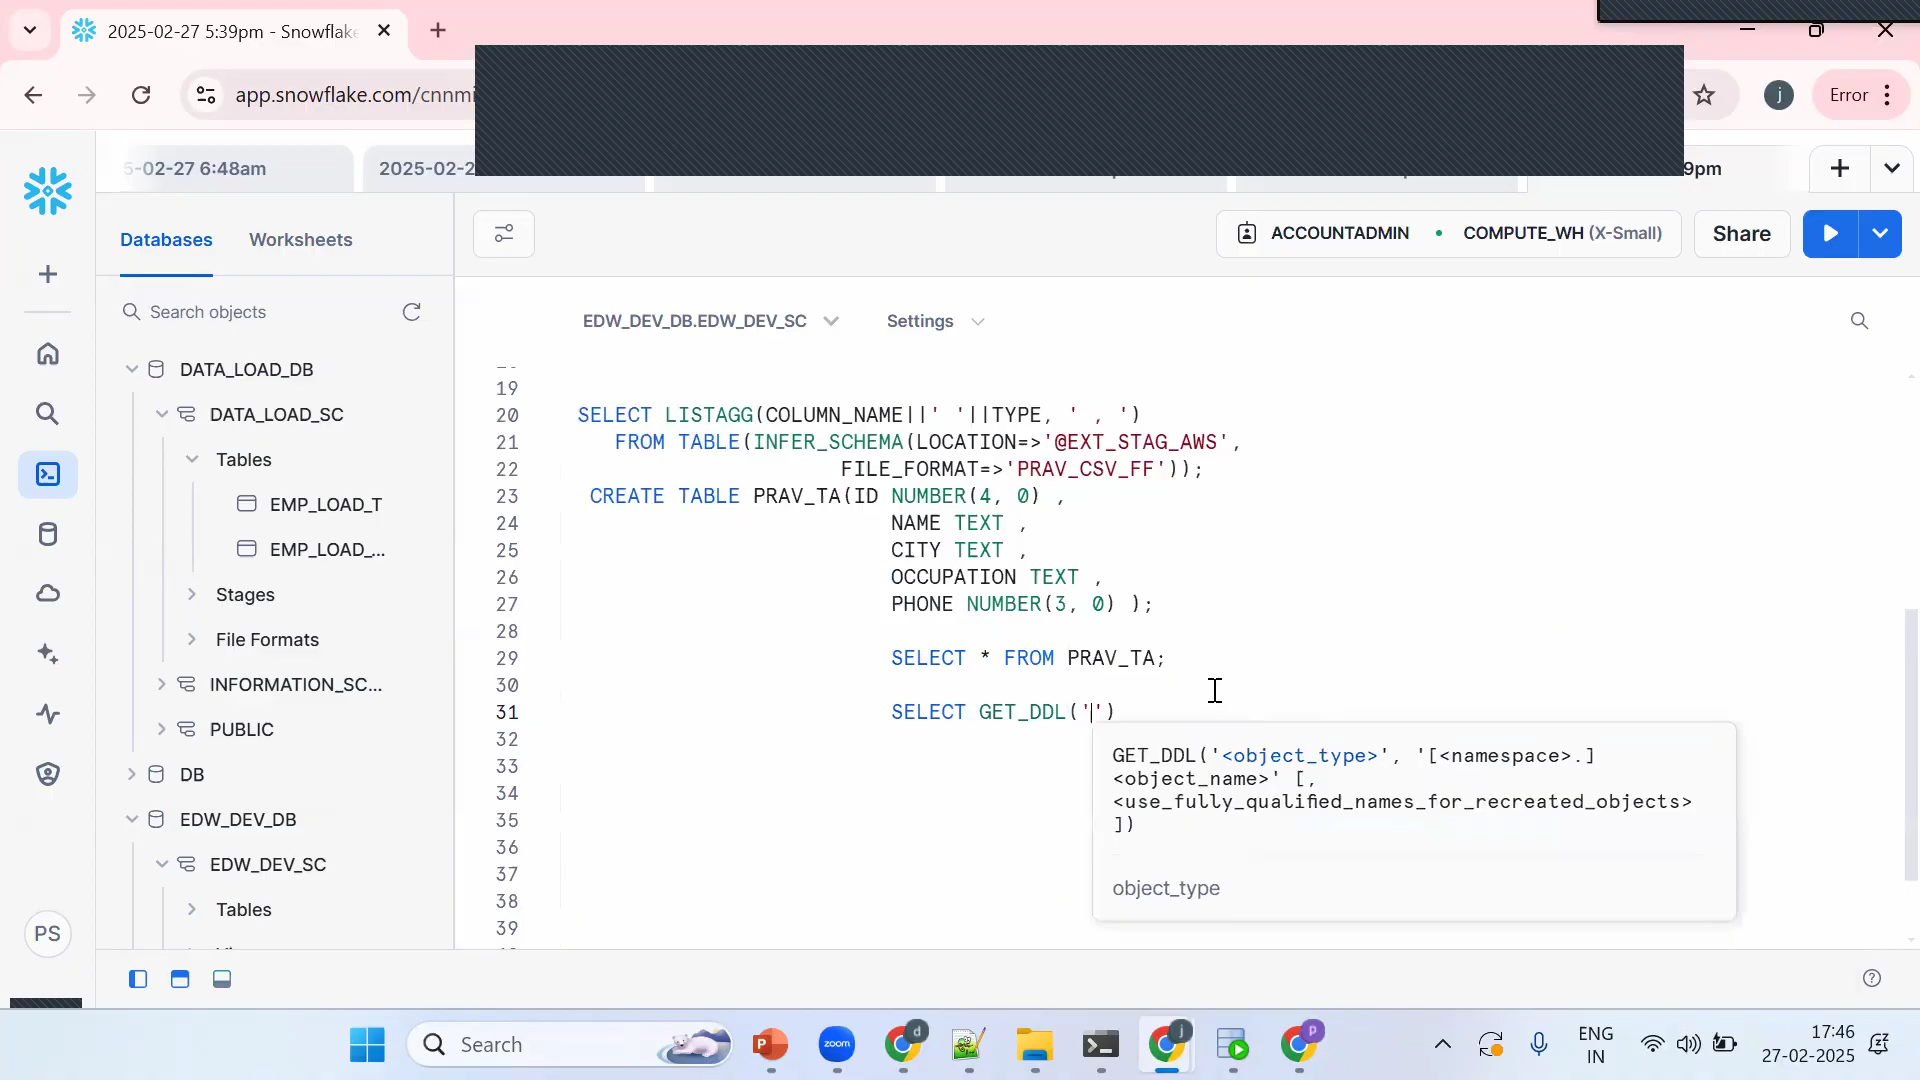 2025-02-27 5:39pm - Snowflake
app.snowflake.com/cnnmi
Error
j
5-02-27 6:48am
2025-02-2
9pm
Databases
Worksheets
ACCOUNTADMIN
COMPUTE_WH (X-Small)
Share
Search objects
EDW_DEV_DB.EDW_DEV_SC
Settings
DATA_LOAD_DB
DATA_LOAD_SC
Tables
EMP_LOAD_T
EMP_LOAD_...
Stages
File Formats
INFORMATION_SC...
PUBLIC
DB
EDW_DEV_DB
EDW_DEV_SC
Tables
PS
19
20 SELECT LISTAGG(COLUMN_NAME||' '||TYPE, ' , ')
21 FROM TABLE(INFER_SCHEMA(LOCATION=>'@EXT_STAG_AWS',
22 FILE_FORMAT=>'PRAV_CSV_FF'));
23 CREATE TABLE PRAV_TA(ID NUMBER(4, 0) ,
24 NAME TEXT ,
25 CITY TEXT ,
26 OCCUPATION TEXT ,
27 PHONE NUMBER(3, 0) );
28
29 SELECT * FROM PRAV_TA;
30
31 SELECT GET_DDL('')
32
33
34
35
36
37
38
39
GET_DDL('<object_type>', '[<namespace>.]
<object_name>' [,
<use_fully_qualified_names_for_recreated_objects>
])
object_type
Search
P
zoom
d
j
p
ENG
IN
17:46
27-02-2025